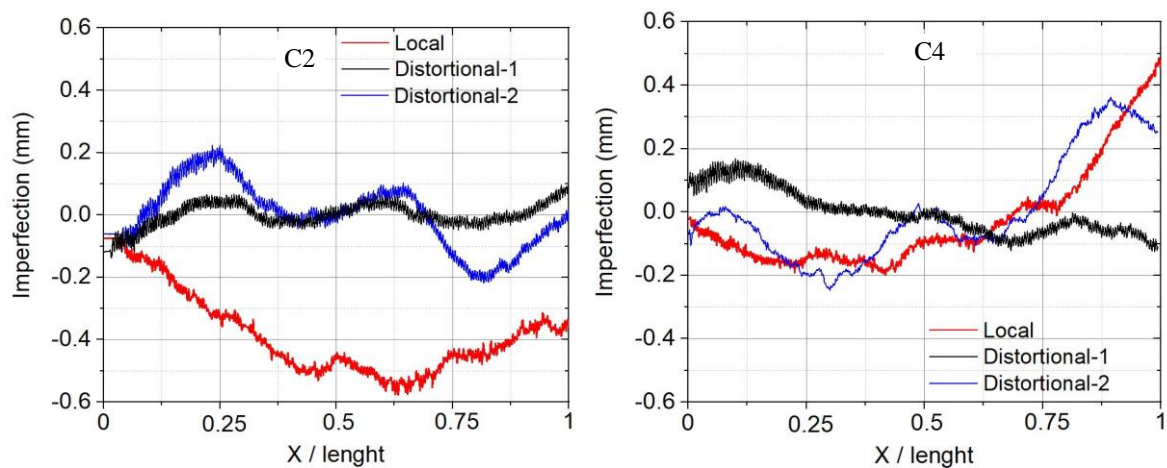 0.6
0.4
0.2
0.0
-0.2
-0.4
-0.6
Imperfection (mm)
C2
Local
Distortional-1
Distortional-2
0
0.25
0.5
0.75
1
X / lenght
0.6
0.4
0.2
0.0
-0.2
-0.4
-0.6
Imperfection (mm)
C4
Local
Distortional-1
Distortional-2
0
0.25
0.5
0.75
1
X / lenght